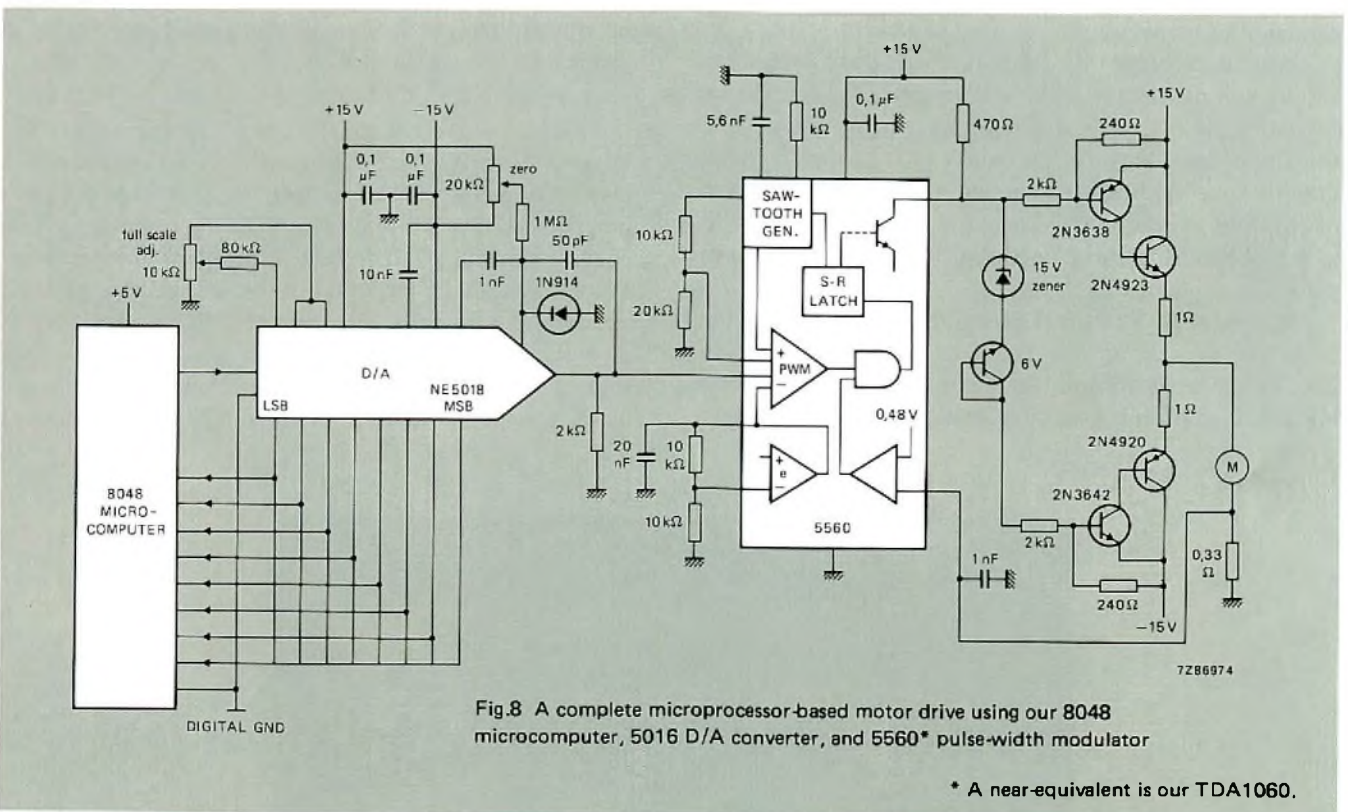 +15 V
+15 V
+15 V
−15 V
5,6 nF
10 kΩ
0,1 μF
470 Ω
240 Ω
0,1 μF
0,1 μF
20 kΩ
zero
SAW-
TOOTH
GEN.
2 kΩ
2N3638
full scale
adj.
10 kΩ
80 kΩ
1 MΩ
50 pF
10 kΩ
S-R
LATCH
15 V
zener
2N4923
10 nF
1 nF
1N914
+5 V
20 kΩ
1 Ω
D/A
NE5018
LSB
MSB
+
PWM
−
6 V
1 Ω
0,48 V
2 kΩ
20 nF
10 kΩ
+
e
−
2N4920
M
8048
MICRO-
COMPUTER
10 kΩ
5560
2N3642
2 kΩ
1 nF
0,33 Ω
240 Ω
−15 V
7Z86974
DIGITAL GND
Fig.8 A complete microprocessor-based motor drive using our 8048
microcomputer, 5016 D/A converter, and 5560* pulse-width modulator
* A near-equivalent is our TDA1060.